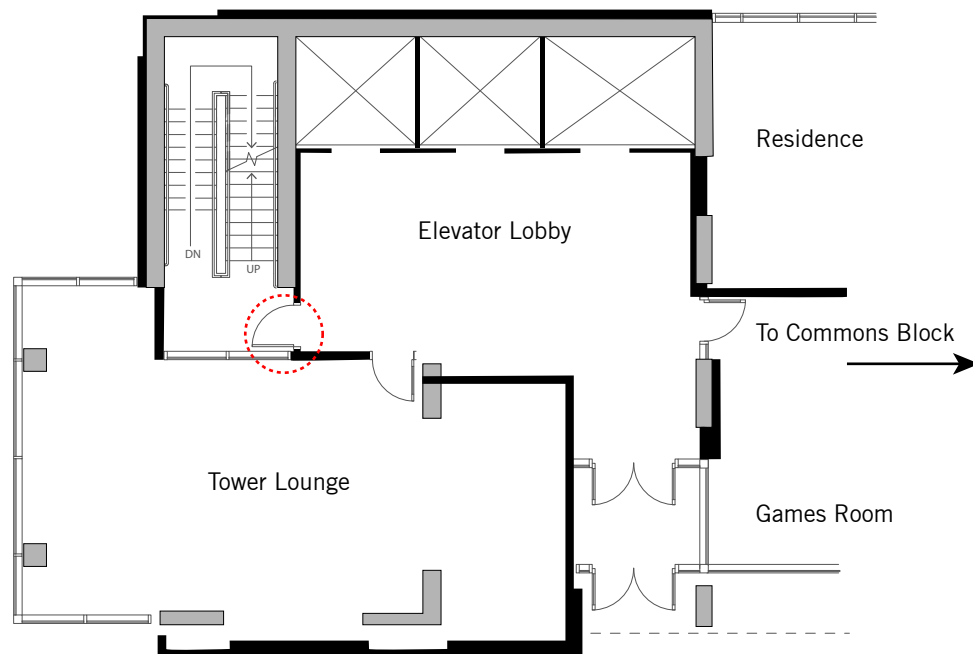 Residence
Elevator Lobby
DN
UP
To Commons Block
Tower Lounge
Games Room